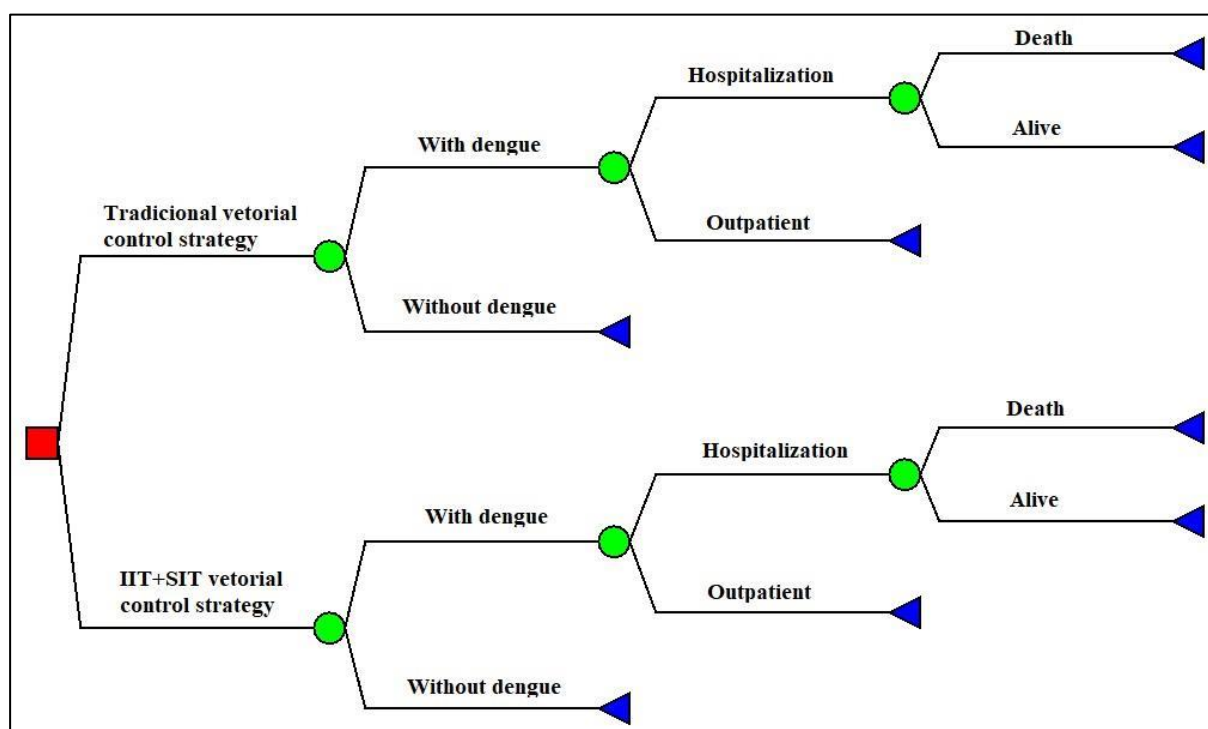 Death
Hospitalization
Alive
With dengue
Tradicional vetorial
control strategy
Outpatient
Without dengue
Death
Hospitalization
Alive
With dengue
IIT+SIT vetorial
control strategy
Outpatient
Without dengue